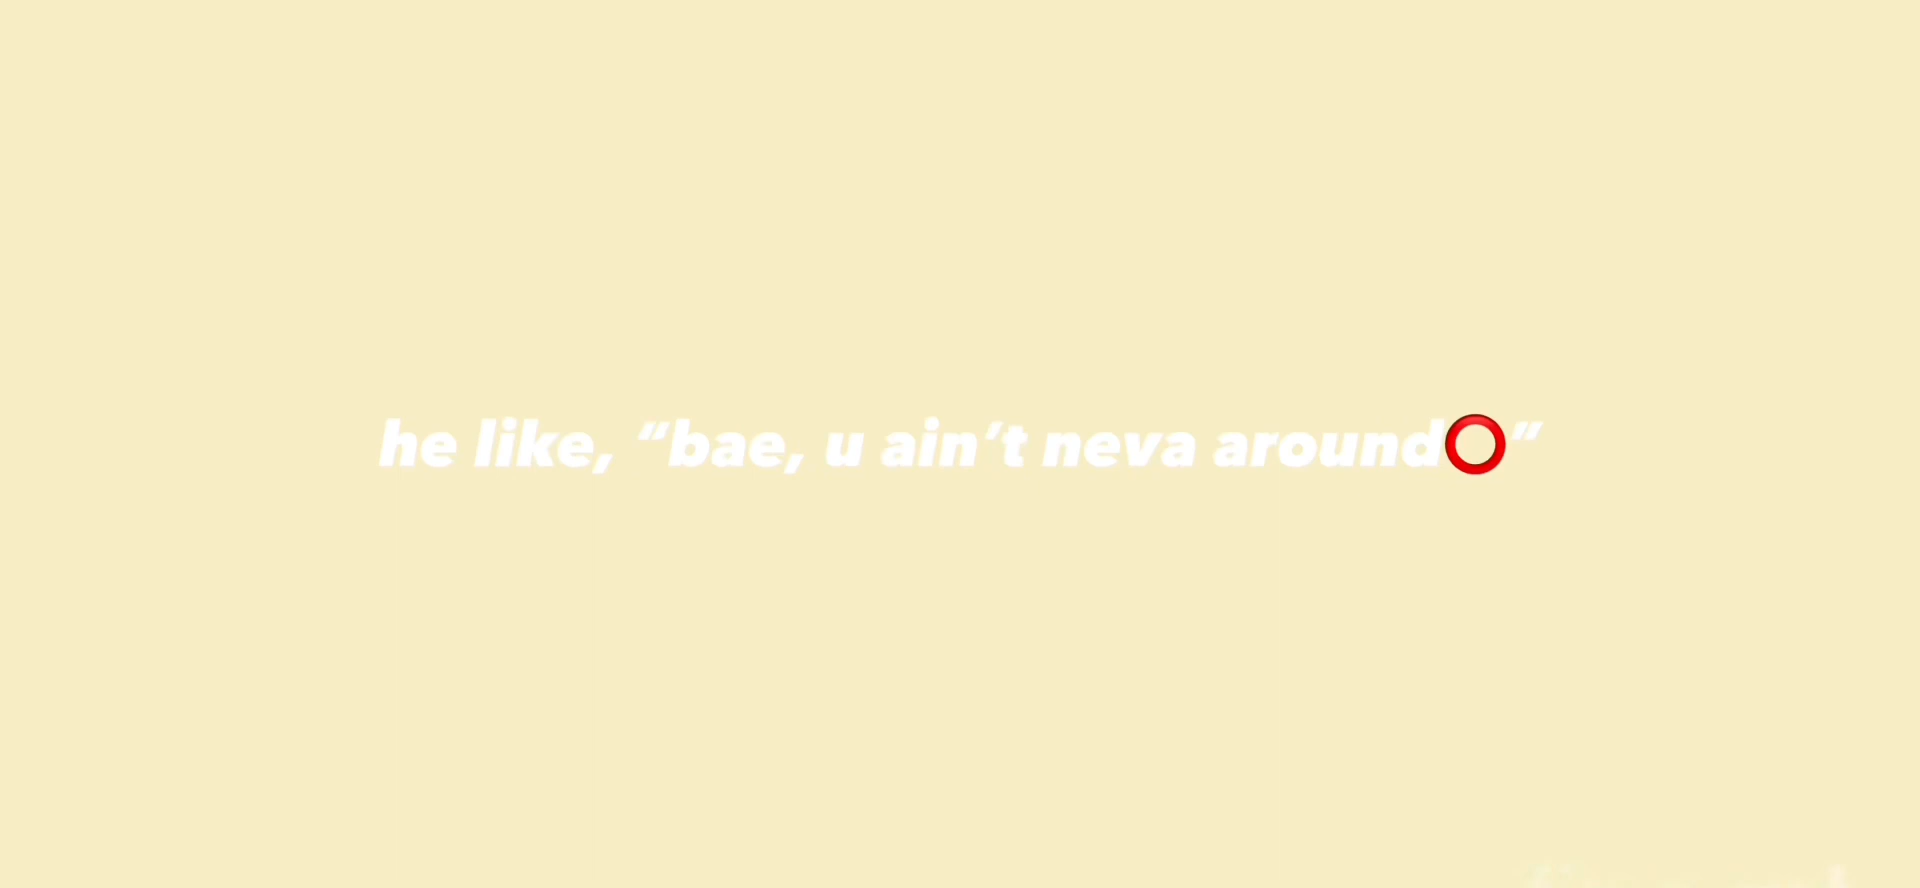 he like, “bae, u ain’t neva around⭕”